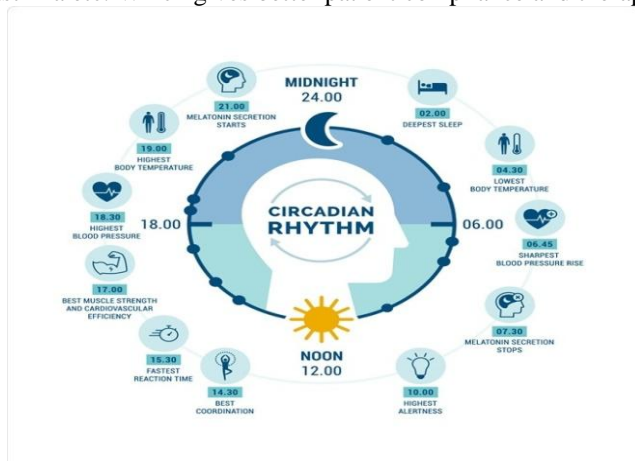 MIDNIGHT
24.00
02.00
DEEPEST SLEEP
04.30
LOWEST
BODY TEMPERATURE
06.00
06.45
SHARPEST
BLOOD PRESSURE RISE
07.30
MELATONIN SECRETION
STOPS
10.00
HIGHEST
ALERTNESS
NOON
12.00
14.30
BEST
COORDINATION
15.30
FASTEST
REACTION TIME
17.00
BEST MUSCLE STRENGTH
AND CARDIOVASCULAR
EFFICIENCY
18.00
18.30
HIGHEST
BLOOD PRESSURE
19.00
HIGHEST
BODY TEMPERATURE
21.00
MELATONIN SECRETION
STARTS
CIRCADIAN
RHYTHM